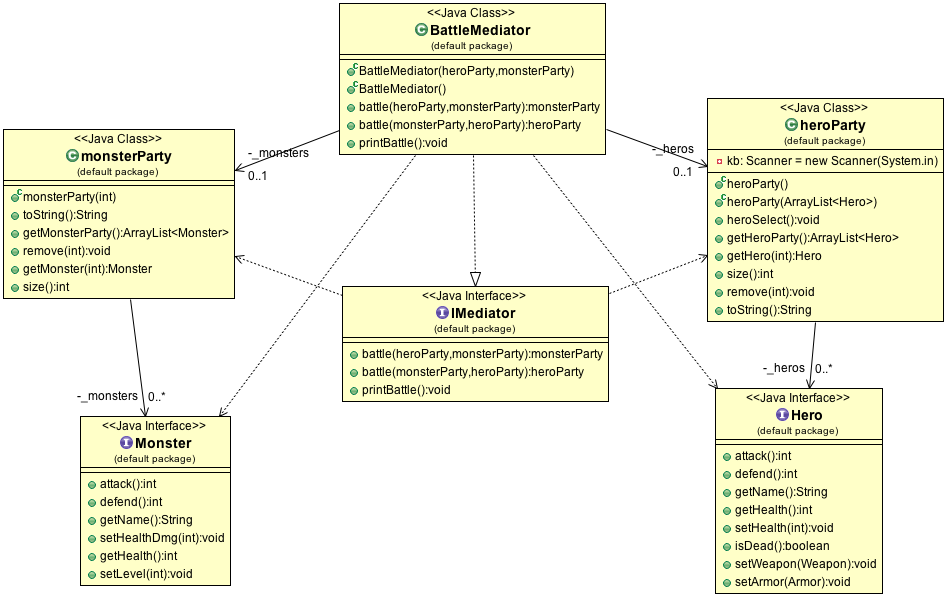 <<Java Class>>
BattleMediator
(default package)
BattleMediator(heroParty,monsterParty)
BattleMediator()
battle(heroParty,monsterParty):monsterParty
battle(monsterParty,heroParty):heroParty
printBattle():void
<<Java Class>>
monsterParty
(default package)
monsterParty(int)
toString():String
getMonsterParty():ArrayList<Monster>
remove(int):void
getMonster(int):Monster
size():int
-_monsters
0..1
-_heros
0..1
<<Java Class>>
heroParty
(default package)
kb: Scanner = new Scanner(System.in)
heroParty()
heroParty(ArrayList<Hero>)
heroSelect():void
getHeroParty():ArrayList<Hero>
getHero(int):Hero
size():int
remove(int):void
toString():String
<<Java Interface>>
IMediator
(default package)
battle(heroParty,monsterParty):monsterParty
battle(monsterParty,heroParty):heroParty
printBattle():void
-_monsters 0..*
-_heros 0..*
<<Java Interface>>
Monster
(default package)
attack():int
defend():int
getName():String
setHealthDmg(int):void
getHealth():int
setLevel(int):void
<<Java Interface>>
Hero
(default package)
attack():int
defend():int
getName():String
getHealth():int
setHealth(int):void
isDead():boolean
setWeapon(Weapon):void
setArmor(Armor):void